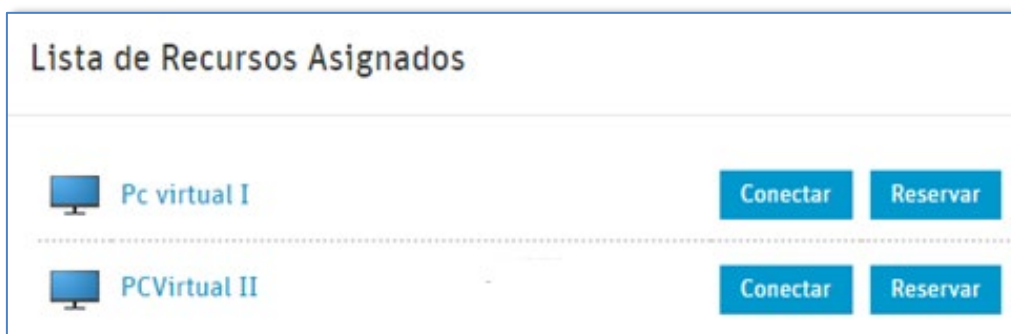 Lista de Recursos Asignados
Pc virtual I Conectar Reservar
PCVirtual II Conectar Reservar